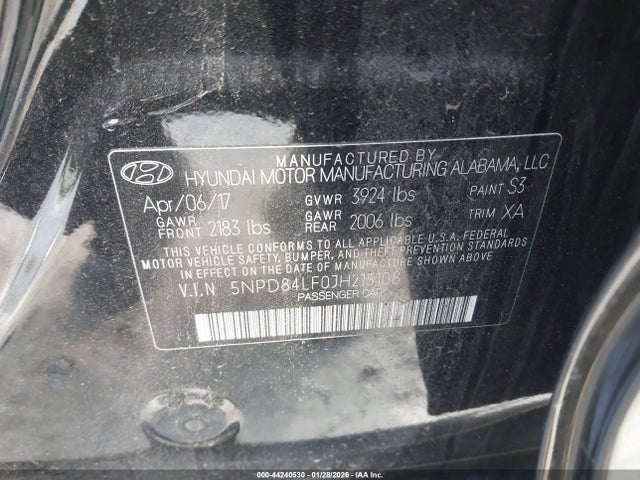 MANUFACTURED BY
HYUNDAI MOTOR MANUFACTURING ALABAMA, LLC
Apr/06/17 GVWR 3924 lbs PAINT S3
GAWR FRONT 2183 lbs GAWR REAR 2006 lbs TRIM XA
THIS VEHICLE CONFORMS TO ALL APPLICABLE U.S.A. FEDERAL
MOTOR VEHICLE SAFETY, BUMPER, AND THEFT PREVENTION STANDARDS
IN EFFECT ON THE DATE OF MANUFACTURE SHOWN ABOVE.
V.I.N
PASSENGER CAR
000-44240530 - 01/28/2026 - Copyright IAA, Inc.